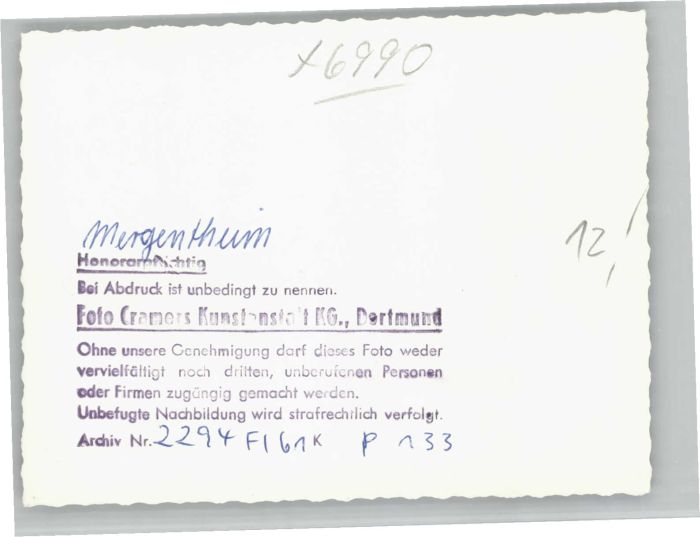 x6990
Mergentheim
12,
Honorarpflichtig
Bei Abdruck ist unbedingt zu nennen.
Foto Cramers Kunstanstalt KG., Dortmund
Ohne unsere Genehmigung darf dieses Foto weder
vervielfältigt noch dritten, unberufenen Personen
oder Firmen zugängig gemacht werden.
Unbefugte Nachbildung wird strafrechtlich verfolgt.
Archiv Nr. 2294 F1 61 K P 133